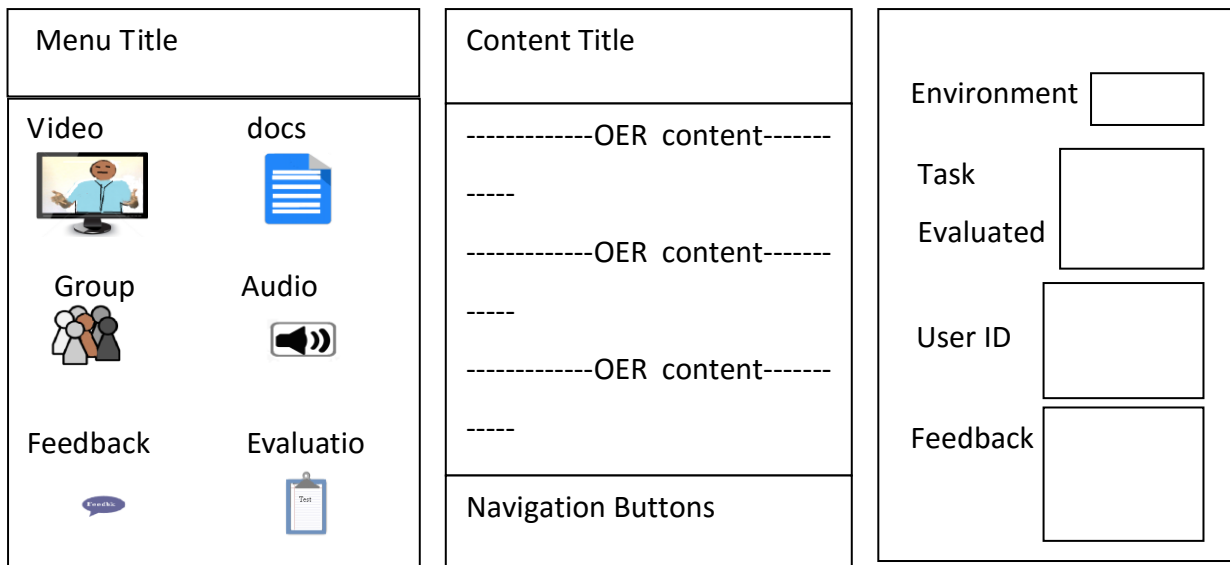 Menu Title
Video docs
Group Audio
Feedback Evaluatio
Test
Content Title
-------------OER content-------
-----
-------------OER content-------
-----
-------------OER content-------
-----
Navigation Buttons
Environment
Task
Evaluated
User ID
Feedback